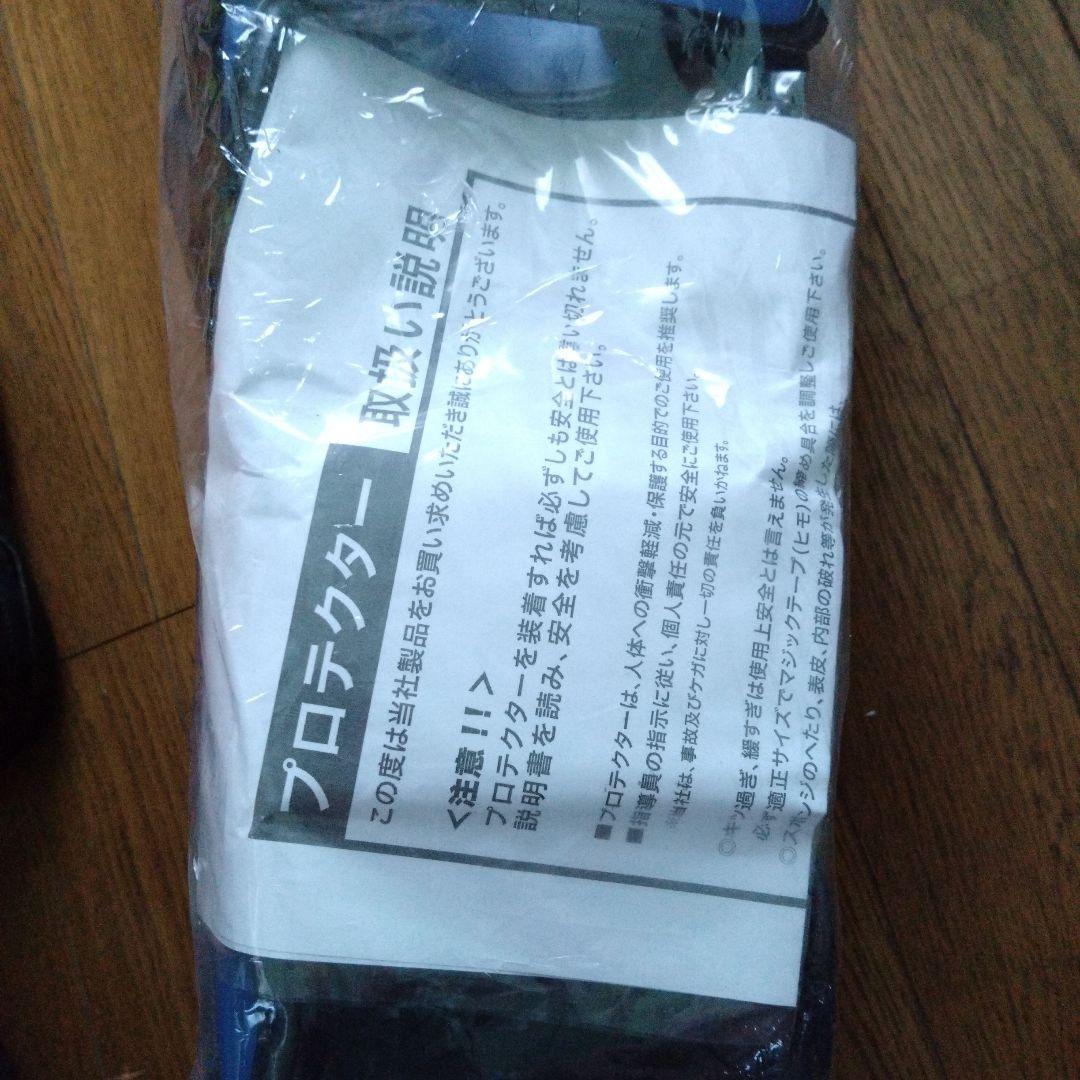 プロテクター 取扱い説明
この度は当社製品をお買い求めいただき誠にありがとうございます。
<注意!!>
プロテクターを装着すれば必ずしも安全とは言い切れません。
説明書を読み、安全を考慮してご使用下さい。
■プロテクターは、人体への衝撃軽減・保護する目的でのご使用を推奨します。
■指導員の指示に従い、個人責任の元で安全にご使用下さい。
※当社は、事故及びケガに対し一切の責任を負いかねます。
◎キツ過ぎ、緩すぎは使用上安全とは言えません。
必ず適正サイズでマジックテープ(ヒモ)の締め具合を調整しご使用下さい。
◎スポンジのへたり、表皮、内部の破れ等が発生した際には、